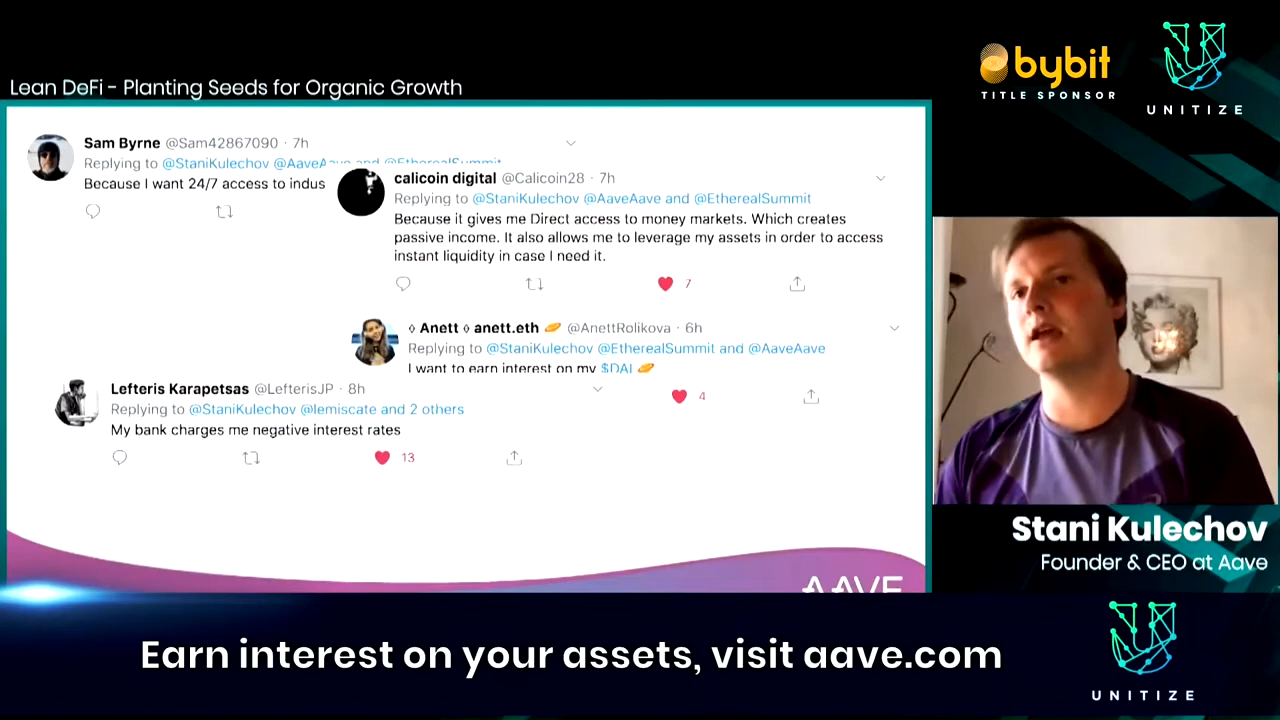 bybit
TITLE SPONSOR
UNITIZE
Lean DeFi - Planting Seeds for Organic Growth
Sam Byrne @Sam42867090 · 7h
Replying to @StaniKulechov @AaveAave and @EtherealSummit
Because I want 24/7 access to indus
calicoin digital @Calicoin28 · 7h
Replying to @StaniKulechov @AaveAave and @EtherealSummit
Because it gives me Direct access to money markets. Which creates
passive income. It also allows me to leverage my assets in order to access
instant liquidity in case I need it.
7
Anett anett.eth @AnettRolikova · 6h
Replying to @StaniKulechov @EtherealSummit and @AaveAave
I want to earn interest on my $DAI
4
Lefteris Karapetsas @LefterisJP · 8h
Replying to @StaniKulechov @lemiscate and 2 others
My bank charges me negative interest rates
13
AAVE
Stani Kulechov
Founder & CEO at Aave
Earn interest on your assets, visit aave.com
UNITIZE